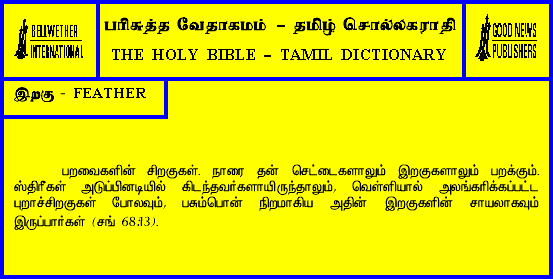 BELLWETHER
INTERNATIONAL
பரிசுத்த வேதாகமம் – தமிழ் சொல்லகராதி
THE HOLY BIBLE – TAMIL DICTIONARY
GOOD NEWS
PUBLISHERS
இறகு - FEATHER
பறவைகளின் சிறகுகள். நாரை தன் செட்டைகளாலும் இறகுகளாலும் பறக்கும்.
ஸ்திரீகள் அடுப்பினடியில் கிடந்தவர்களாயிருந்தாலும், வெள்ளியால் அலங்கரிக்கப்பட்ட
புறாச்சிறகுகள் போலவும், பசும்பொன் நிறமாகிய அதின் இறகுகளின் சாயலாகவும்
இருப்பார்கள் (சங் 68:13).